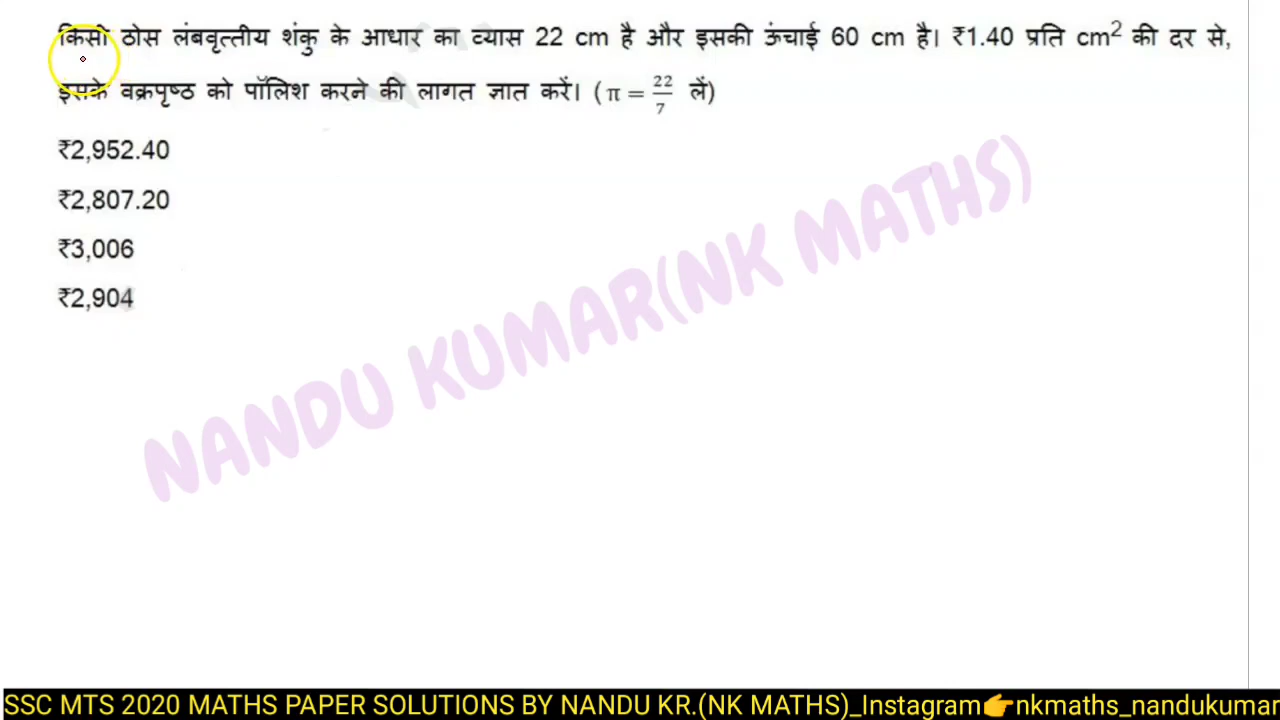 किसी ठोस लंबवृत्तीय शंकु के आधार का व्यास 22 cm है और इसकी ऊंचाई 60 cm है। ₹1.40 प्रति cm² की दर से,
इसके वक्रपृष्ठ को पॉलिश करने की लागत ज्ञात करें। (π = 22/7 लें)
₹2,952.40
₹2,807.20
₹3,006
₹2,904
NANDU KUMAR(NK MATHS)
SSC MTS 2020 MATHS PAPER SOLUTIONS BY NANDU KR.(NK MATHS)_Instagram👉nkmaths_nandukumar